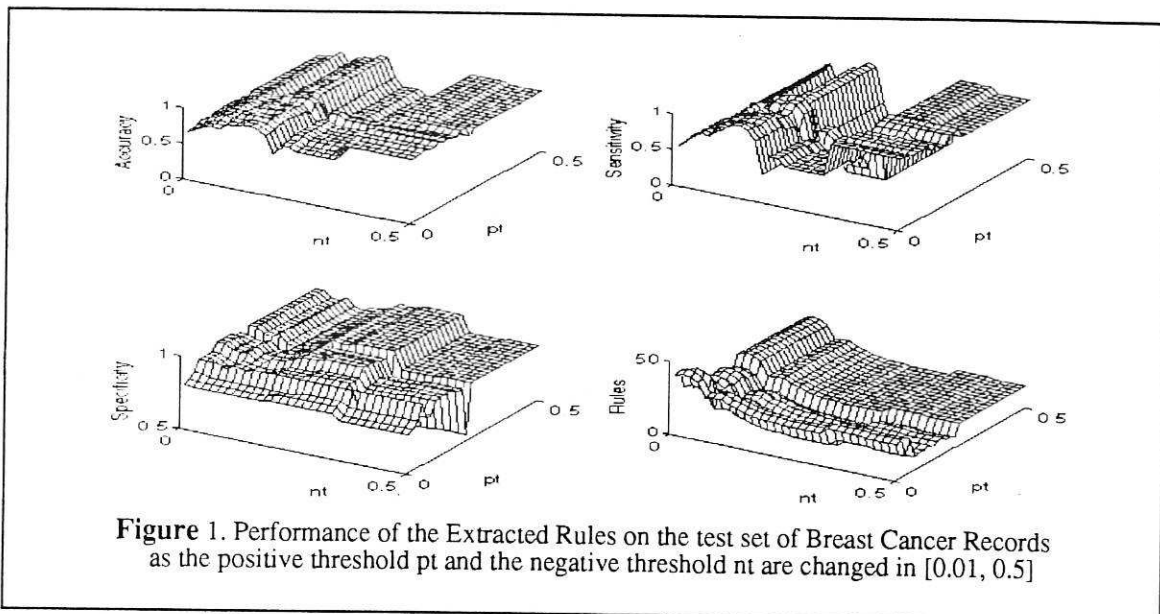 1
0.5
0
Accuracy
0
nt
0.5
0
pt
0.5
1
0.5
0
Sensitivity
0
nt
0.5
0
pt
0.5
1
0 5
Specificity
0
nt
0.5
0
pt
0 5
50
0
Rules
0
nt
0.5
0
pt
0.5
Figure 1. Performance of the Extracted Rules on the test set of Breast Cancer Records
as the positive threshold pt and the negative threshold nt are changed in [0.01, 0.5]